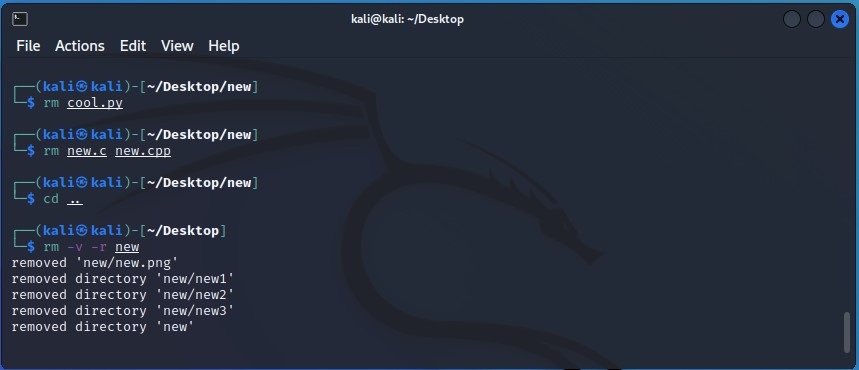 kali@kali: ~/Desktop
File Actions Edit View Help
┌──(kali㉿kali)-[~/Desktop/new]
└─$ rm cool.py
┌──(kali㉿kali)-[~/Desktop/new]
└─$ rm new.c new.cpp
┌──(kali㉿kali)-[~/Desktop/new]
└─$ cd ..
┌──(kali㉿kali)-[~/Desktop]
└─$ rm -v -r new
removed 'new/new.png'
removed directory 'new/new1'
removed directory 'new/new2'
removed directory 'new/new3'
removed directory 'new'